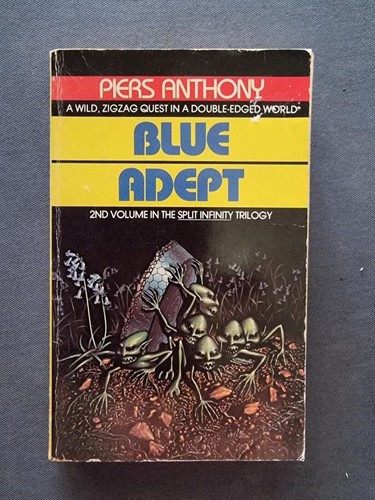 PIERS ANTHONY
A WILD, ZIGZAG QUEST IN A DOUBLE-EDGED WORLD
BLUE
ADEPT
2ND VOLUME IN THE SPLIT INFINITY TRILOGY